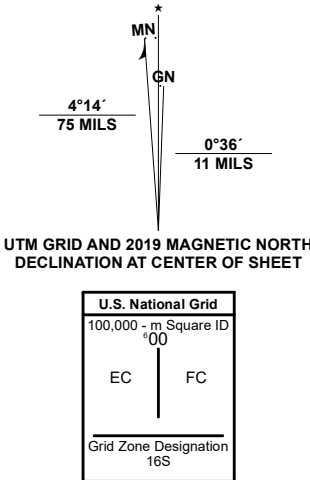 ★
MN
GN
4°14´
75 MILS
0°36´
11 MILS
UTM GRID AND 2019 MAGNETIC NORTH
DECLINATION AT CENTER OF SHEET
U.S. National Grid
100,000 - m Square ID
⁶00
EC FC
Grid Zone Designation
16S